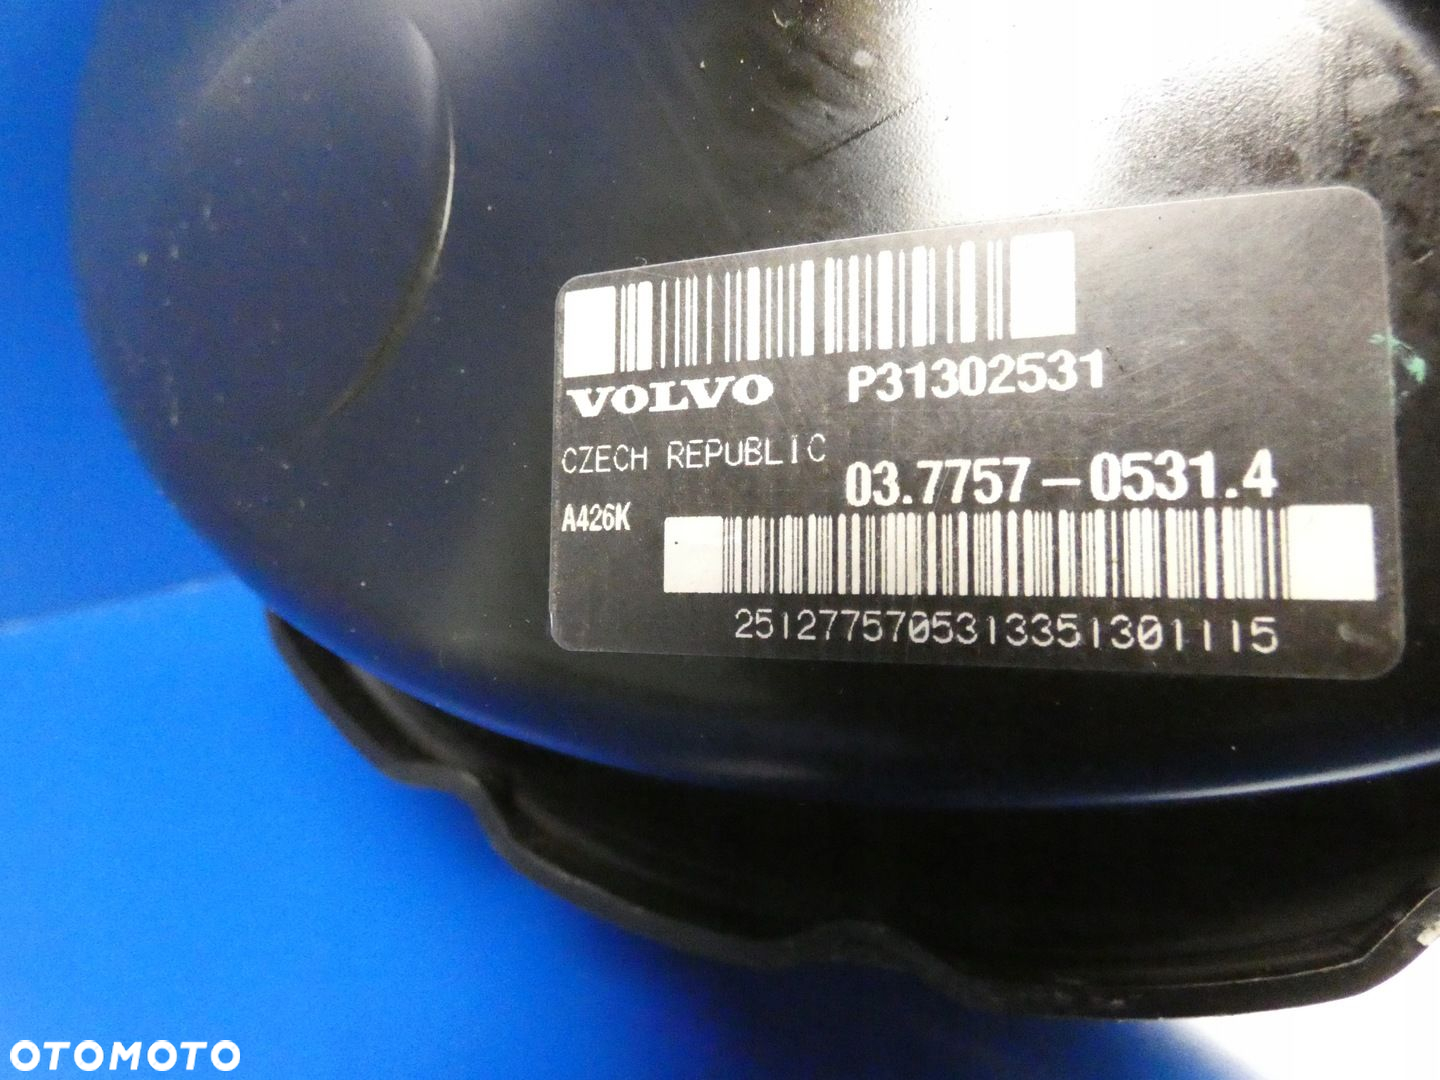 VOLVO P31302531
CZECH REPUBLIC
03.7757-0531.4
A426K
2512775705313351301115
OTOMOTO